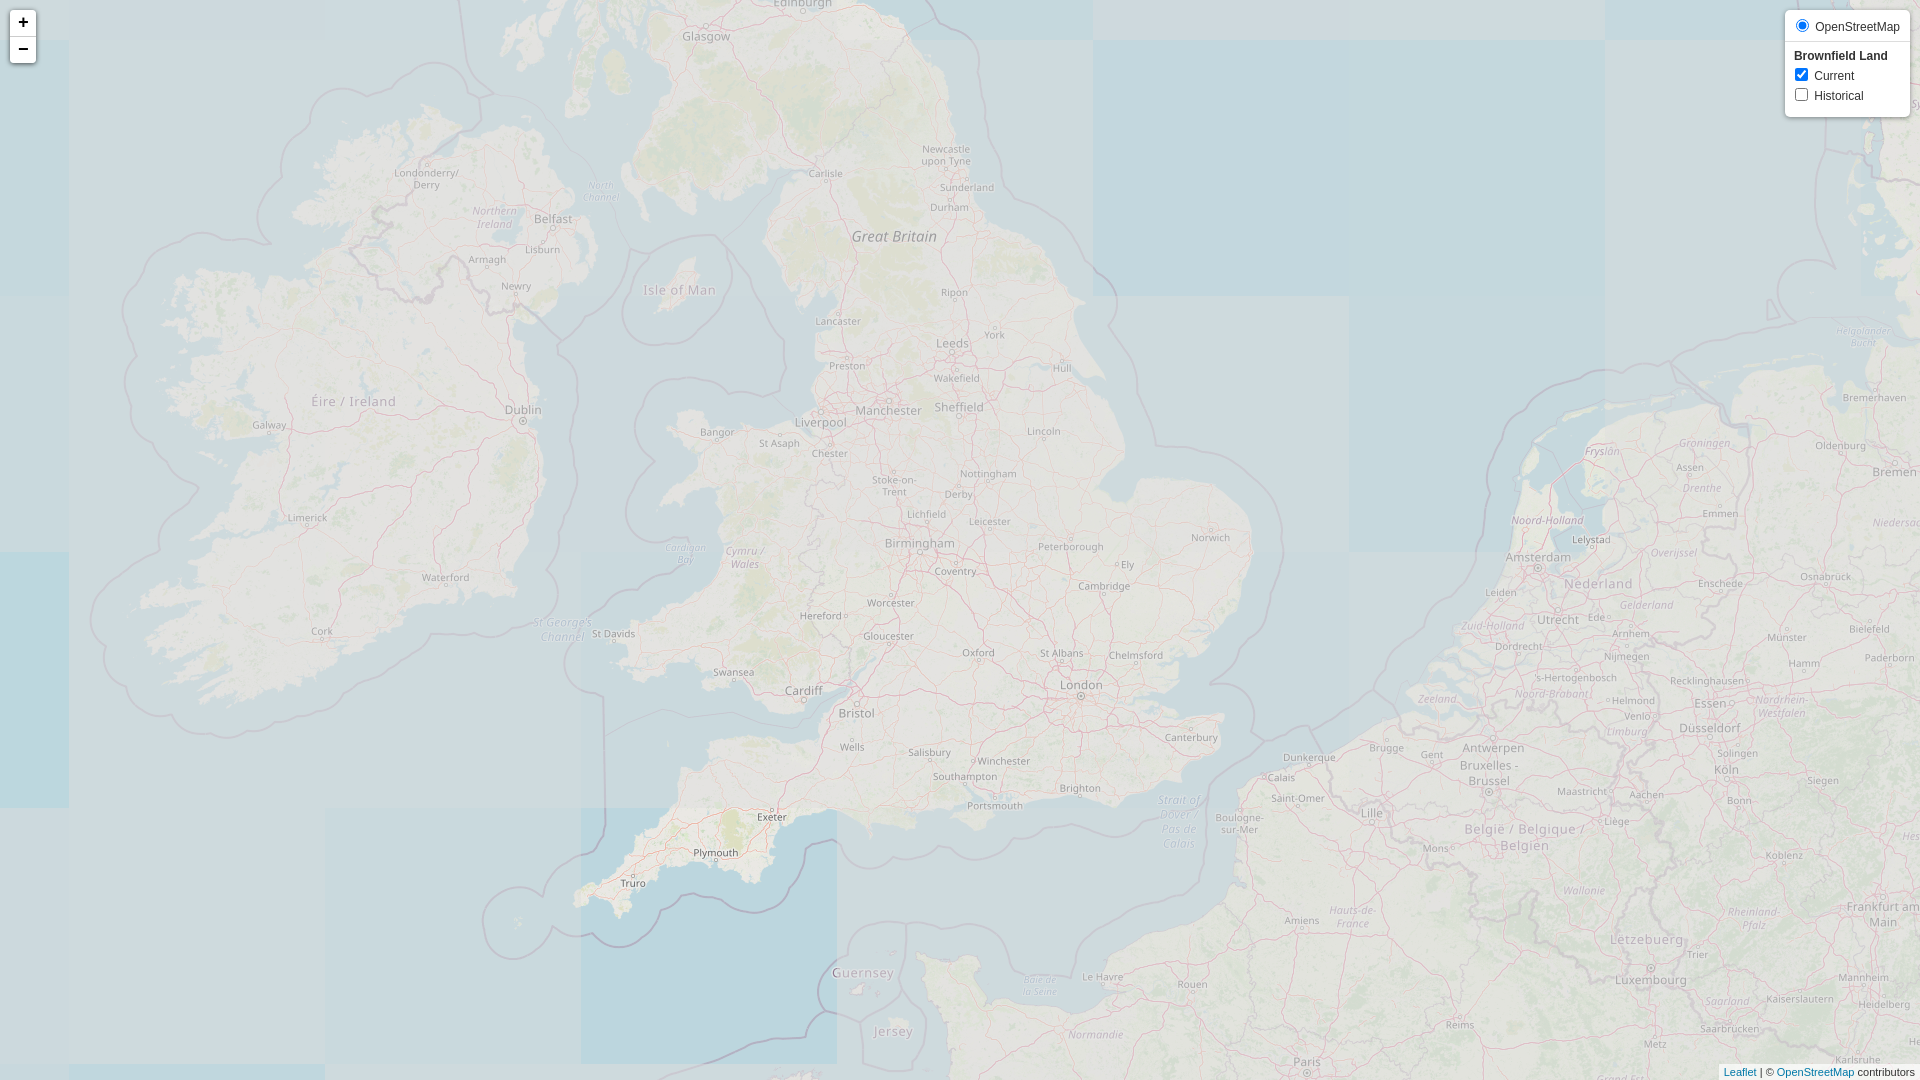 +
−
OpenStreetMap
Brownfield Land
Current
Historical
Edinburgh
Glasgow
Newcastle
upon Tyne
Carlisle
Sunderland
Durham
Londonderry/
Derry
North
Channel
Northern
Ireland
Belfast
Lisburn
Great Britain
Armagh
Newry
Isle of Man
Ripon
Lancaster
York
Leeds
Helgoländer
Bucht
Preston
Hull
Wakefield
Éire / Ireland
Dublin
Manchester
Sheffield
Bremerhaven
Liverpool
Galway
Bangor
St Asaph
Lincoln
Chester
Groningen
Oldenburg
Fryslân
Assen
Bremen
Nottingham
Stoke-on-
Trent
Derby
Drenthe
Limerick
Lichfield
Leicester
Emmen
Noord-Holland
Niedersac
Norwich
Birmingham
Peterborough
Lelystad
Cardigan
Bay
Cymru /
Wales
Overijssel
Amsterdam
Ely
Coventry
Waterford
Cambridge
Nederland
Enschede
Osnabrück
Leiden
Worcester
Gelderland
Hereford
St George's
Channel
Utrecht
Ede
Zuid-Holland
Cork
St Davids
Gloucester
Arnhem
Münster
Bielefeld
Dordrecht
Oxford
St Albans
Chelmsford
Nijmegen
Hamm
Paderborn
Swansea
's-Hertogenbosch
Recklinghausen
London
Cardiff
Noord-Brabant
Zeeland
Helmond
Essen
Nordrhein-
Westfalen
Bristol
Venlo
Düsseldorf
Limburg
Canterbury
Wells
Salisbury
Brugge
Antwerpen
Gent
Solingen
Winchester
Dunkerque
Bruxelles -
Brussel
Köln
Southampton
Calais
Siegen
Brighton
Maastricht
Aachen
Portsmouth
Strait of
Dover /
Pas de
Calais
Saint-Omer
Bonn
Exeter
Boulogne-
sur-Mer
Lille
Liège
België / Belgique /
Belgien
Hes
Mons
Plymouth
Koblenz
Truro
Wallonie
Hauts-de-
France
Rheinland-
Pfalz
Frankfurt am
Main
Amiens
Lëtzebuerg
Trier
Guernsey
Baie de
la Seine
Le Havre
Luxembourg
Mannheim
Rouen
Saarland
Kaiserslautern
Heidelberg
Jersey
Normandie
Reims
Saarbrücken
Metz
He
Paris
Karlsruhe
Grand Est
Leaflet | © OpenStreetMap contributors